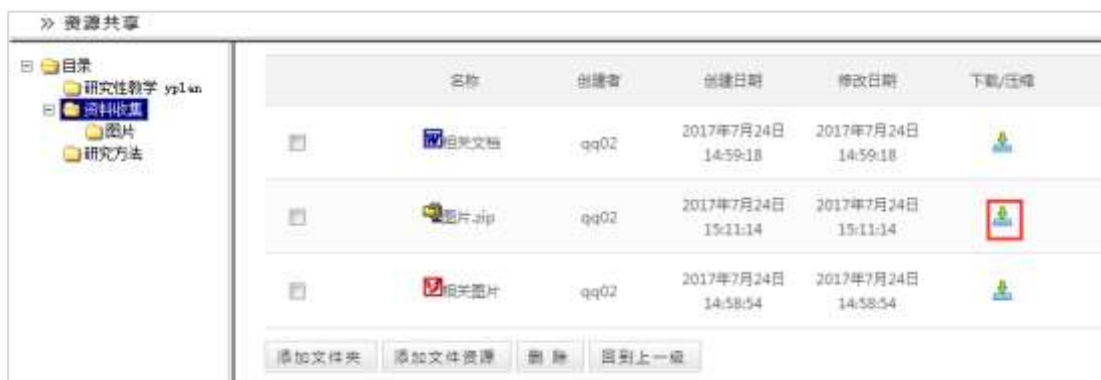 » 资源共享
目录
研究性教学 yplan
资料收集
图片
研究方法
名称 创建者 创建日期 修改日期 下载/压缩
相关文档 qq02 2017年7月24日 14:59:18 2017年7月24日 14:59:18
图片.zip qq02 2017年7月24日 15:11:14 2017年7月24日 15:11:14
相关图片 qq02 2017年7月24日 14:58:54 2017年7月24日 14:58:54
添加文件夹 添加文件资源 删 除 回到上一级